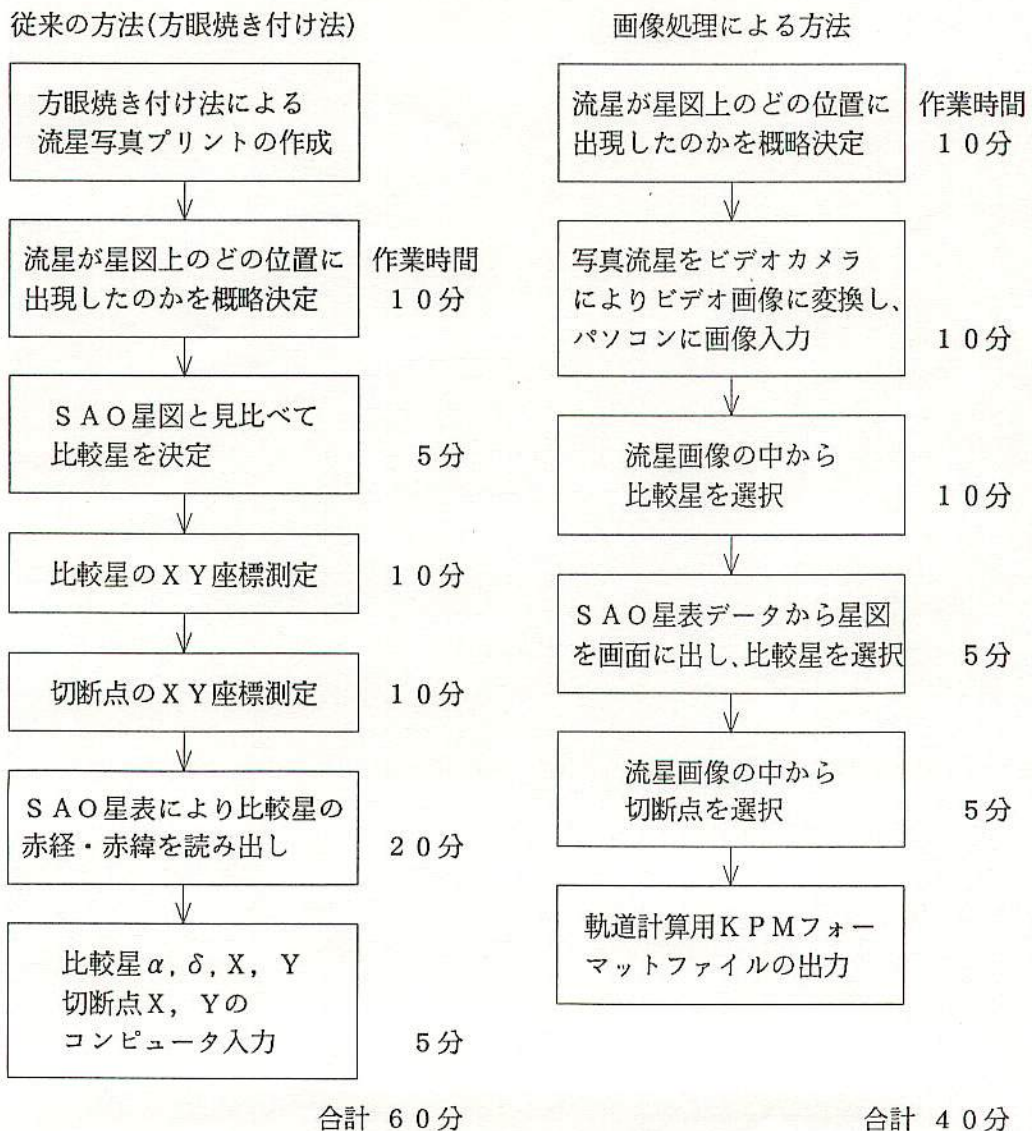 従来の方法(方眼焼き付け法)
方眼焼き付け法による
流星写真プリントの作成
流星が星図上のどの位置に
出現したのかを概略決定
作業時間
10分
SAO星図と見比べて
比較星を決定
5分
比較星のXY座標測定
10分
切断点のXY座標測定
10分
SAO星表により比較星の
赤経・赤緯を読み出し
20分
比較星α,δ,X, Y
切断点X, Yの
コンピュータ入力
5分
合計 60分
画像処理による方法
流星が星図上のどの位置に
出現したのかを概略決定
作業時間
10分
写真流星をビデオカメラ
によりビデオ画像に変換し、
パソコンに画像入力
10分
流星画像の中から
比較星を選択
10分
SAO星表データから星図
を画面に出し、比較星を選択
5分
流星画像の中から
切断点を選択
5分
軌道計算用KPMフォー
マットファイルの出力
合計 40分